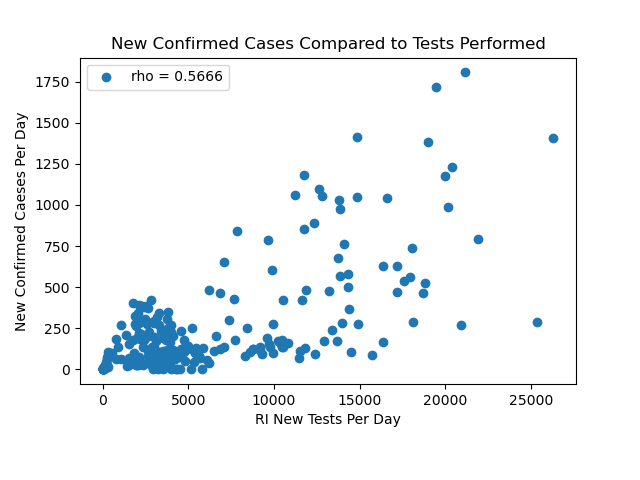 New Confirmed Cases Compared to Tests Performed
rho = 0.5666
New Confirmed Caeses Per Day
1750
1500
1250
1000
750
500
250
0
0 5000 10000 15000 20000 25000
RI New Tests Per Day